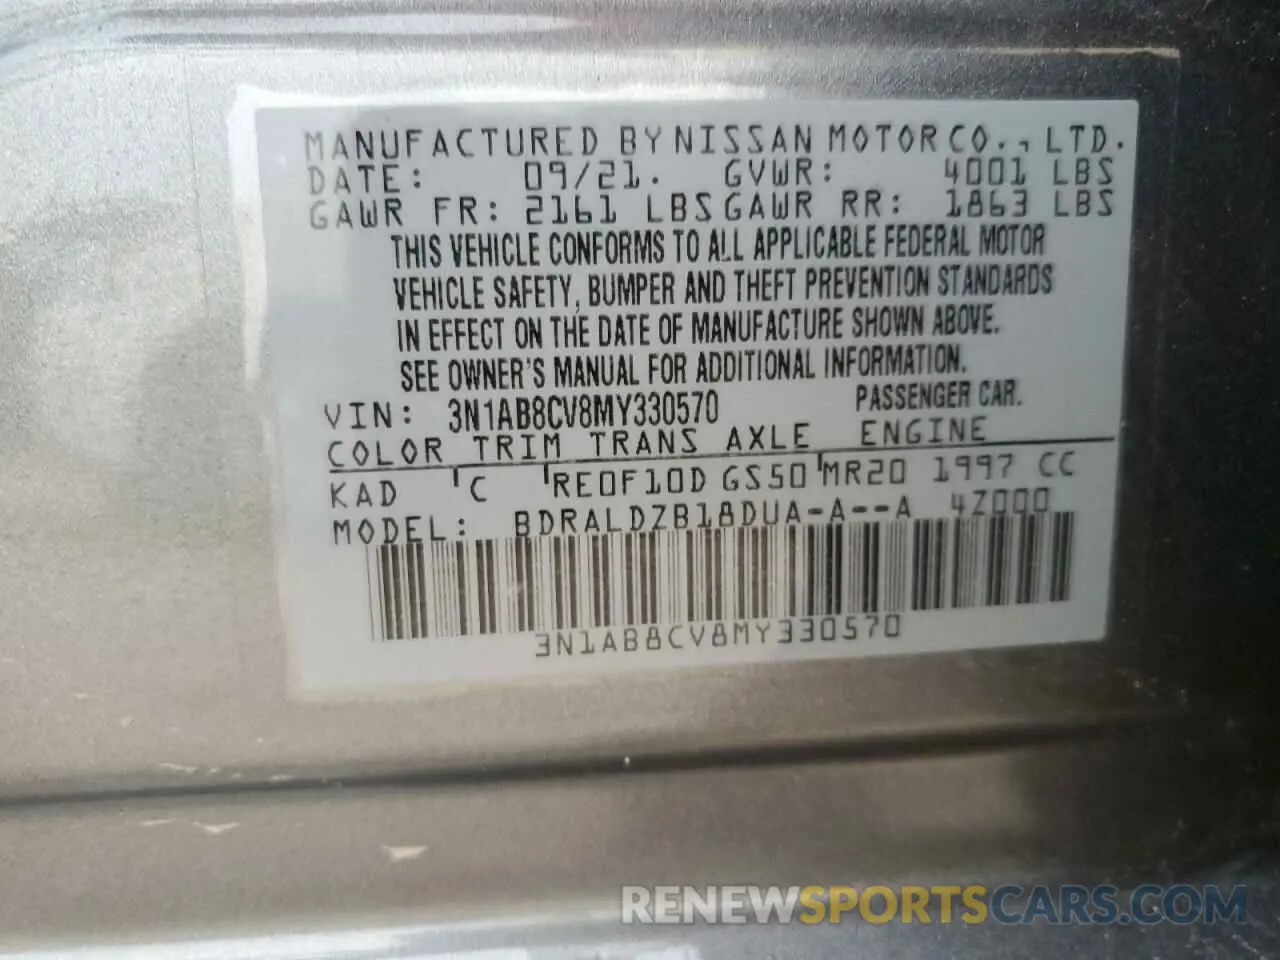 MANUFACTURED BY NISSAN MOTOR CO., LTD.
DATE: 09/21. GVWR: 4001 LBS
GAWR FR: 2161 LBS GAWR RR: 1863 LBS
THIS VEHICLE CONFORMS TO ALL APPLICABLE FEDERAL MOTOR
VEHICLE SAFETY, BUMPER AND THEFT PREVENTION STANDARDS
IN EFFECT ON THE DATE OF MANUFACTURE SHOWN ABOVE.
SEE OWNER'S MANUAL FOR ADDITIONAL INFORMATION.
VIN: 3N1AB8CV8MY330570 PASSENGER CAR.
COLOR TRIM TRANS AXLE ENGINE
KAD C RE0F10D GS50 MR20 1997 CC
MODEL: BDRALDZB18DUA-A--A 4Z000
3N1AB8CV8MY330570
RENEWSPORTSCARS.COM